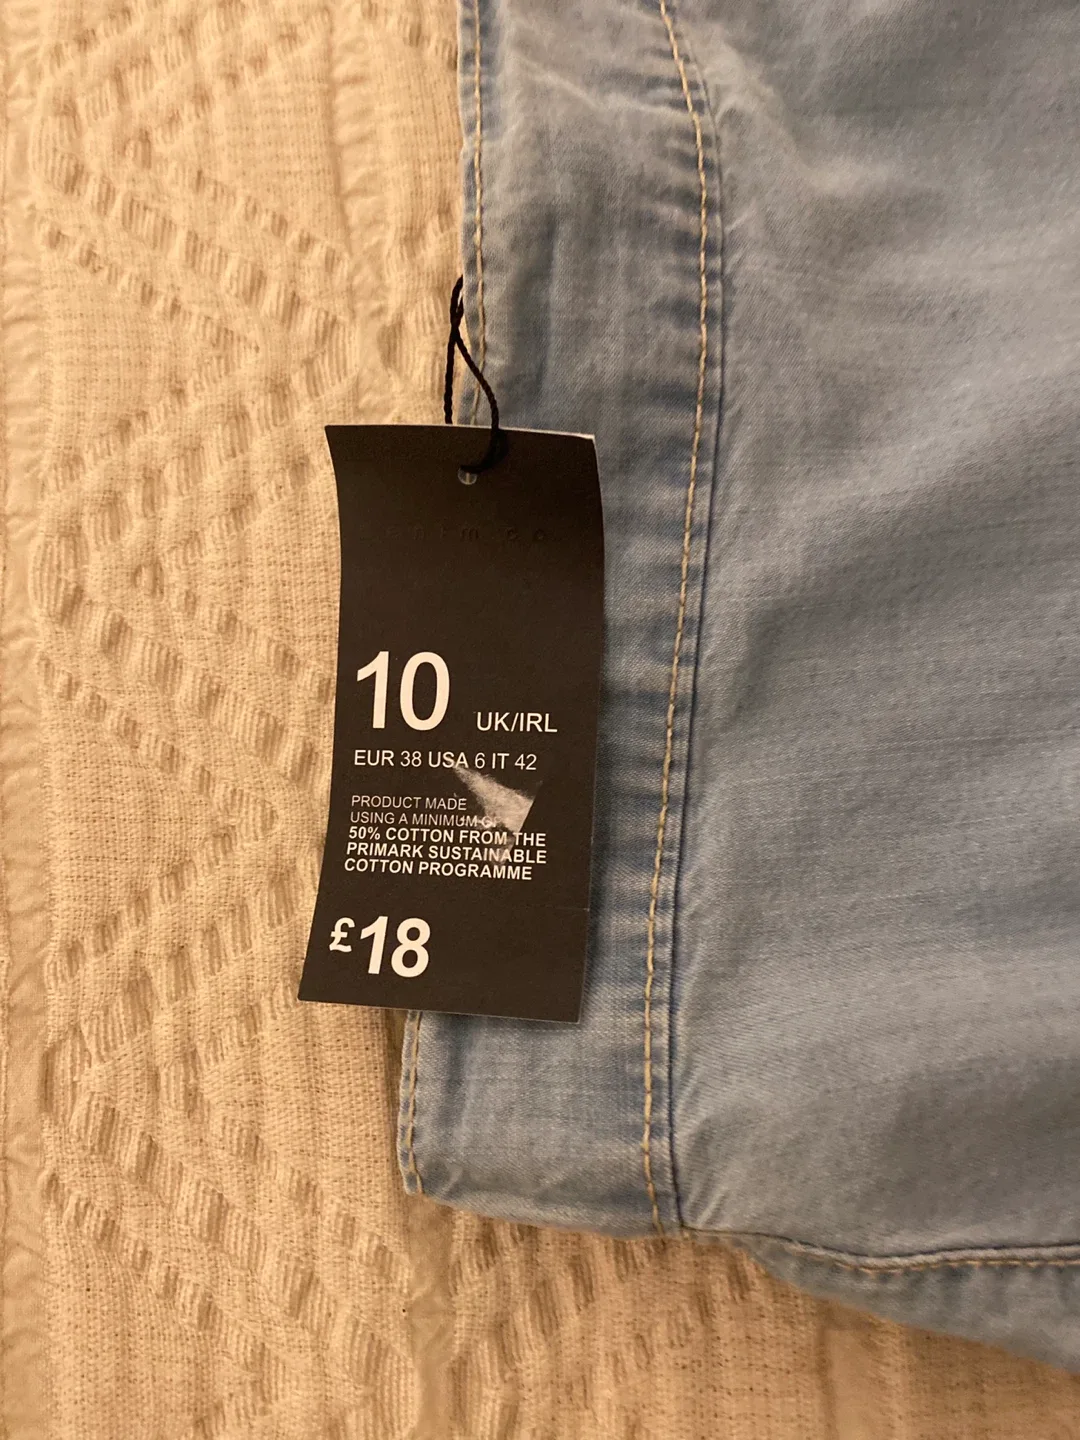 10 UK/IRL
EUR 38 USA 6 IT 42
PRODUCT MADE
USING A MINIMUM OF
50% COTTON FROM THE
PRIMARK SUSTAINABLE
COTTON PROGRAMME
£18